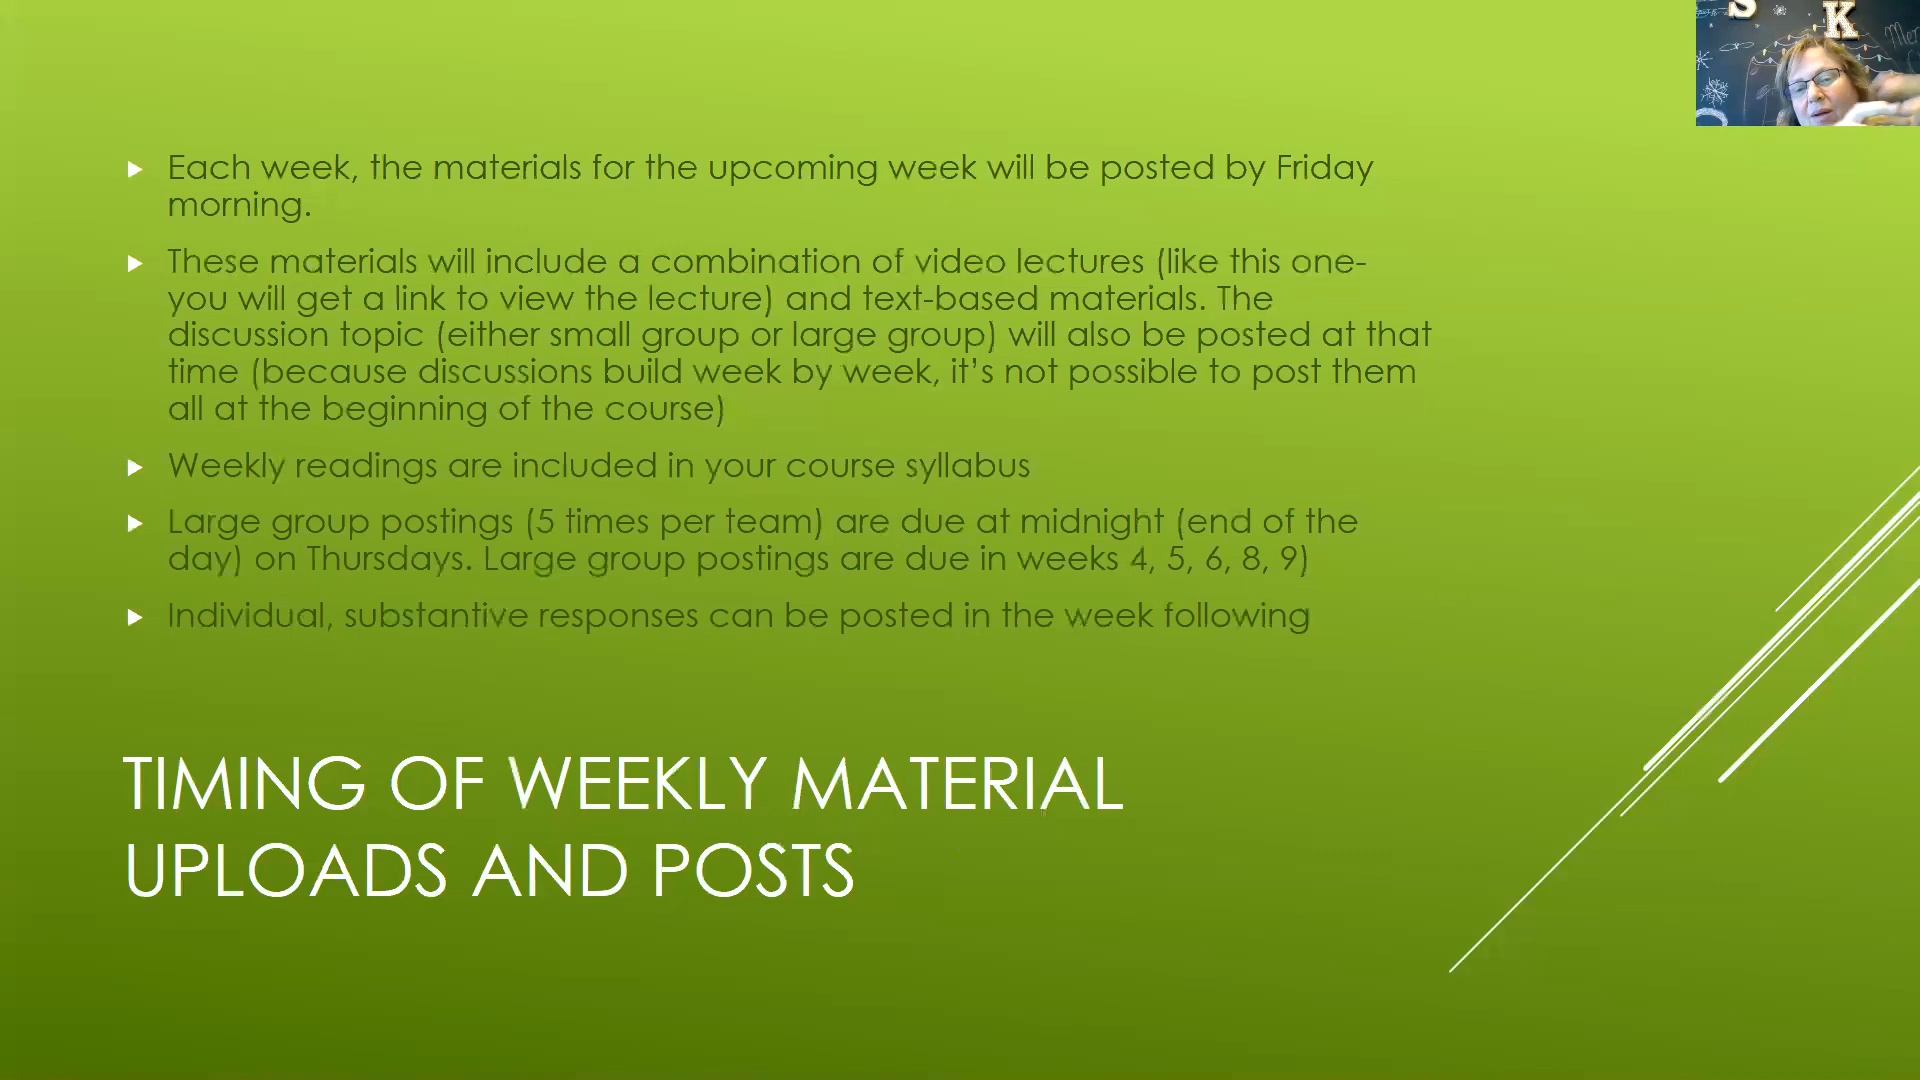 S K
Mer
Each week, the materials for the upcoming week will be posted by Friday
morning.
These materials will include a combination of video lectures (like this one-
you will get a link to view the lecture) and text-based materials. The
discussion topic (either small group or large group) will also be posted at that
time (because discussions build week by week, it’s not possible to post them
all at the beginning of the course)
Weekly readings are included in your course syllabus
Large group postings (5 times per team) are due at midnight (end of the
day) on Thursdays. Large group postings are due in weeks 4, 5, 6, 8, 9)
Individual, substantive responses can be posted in the week following
TIMING OF WEEKLY MATERIAL
UPLOADS AND POSTS